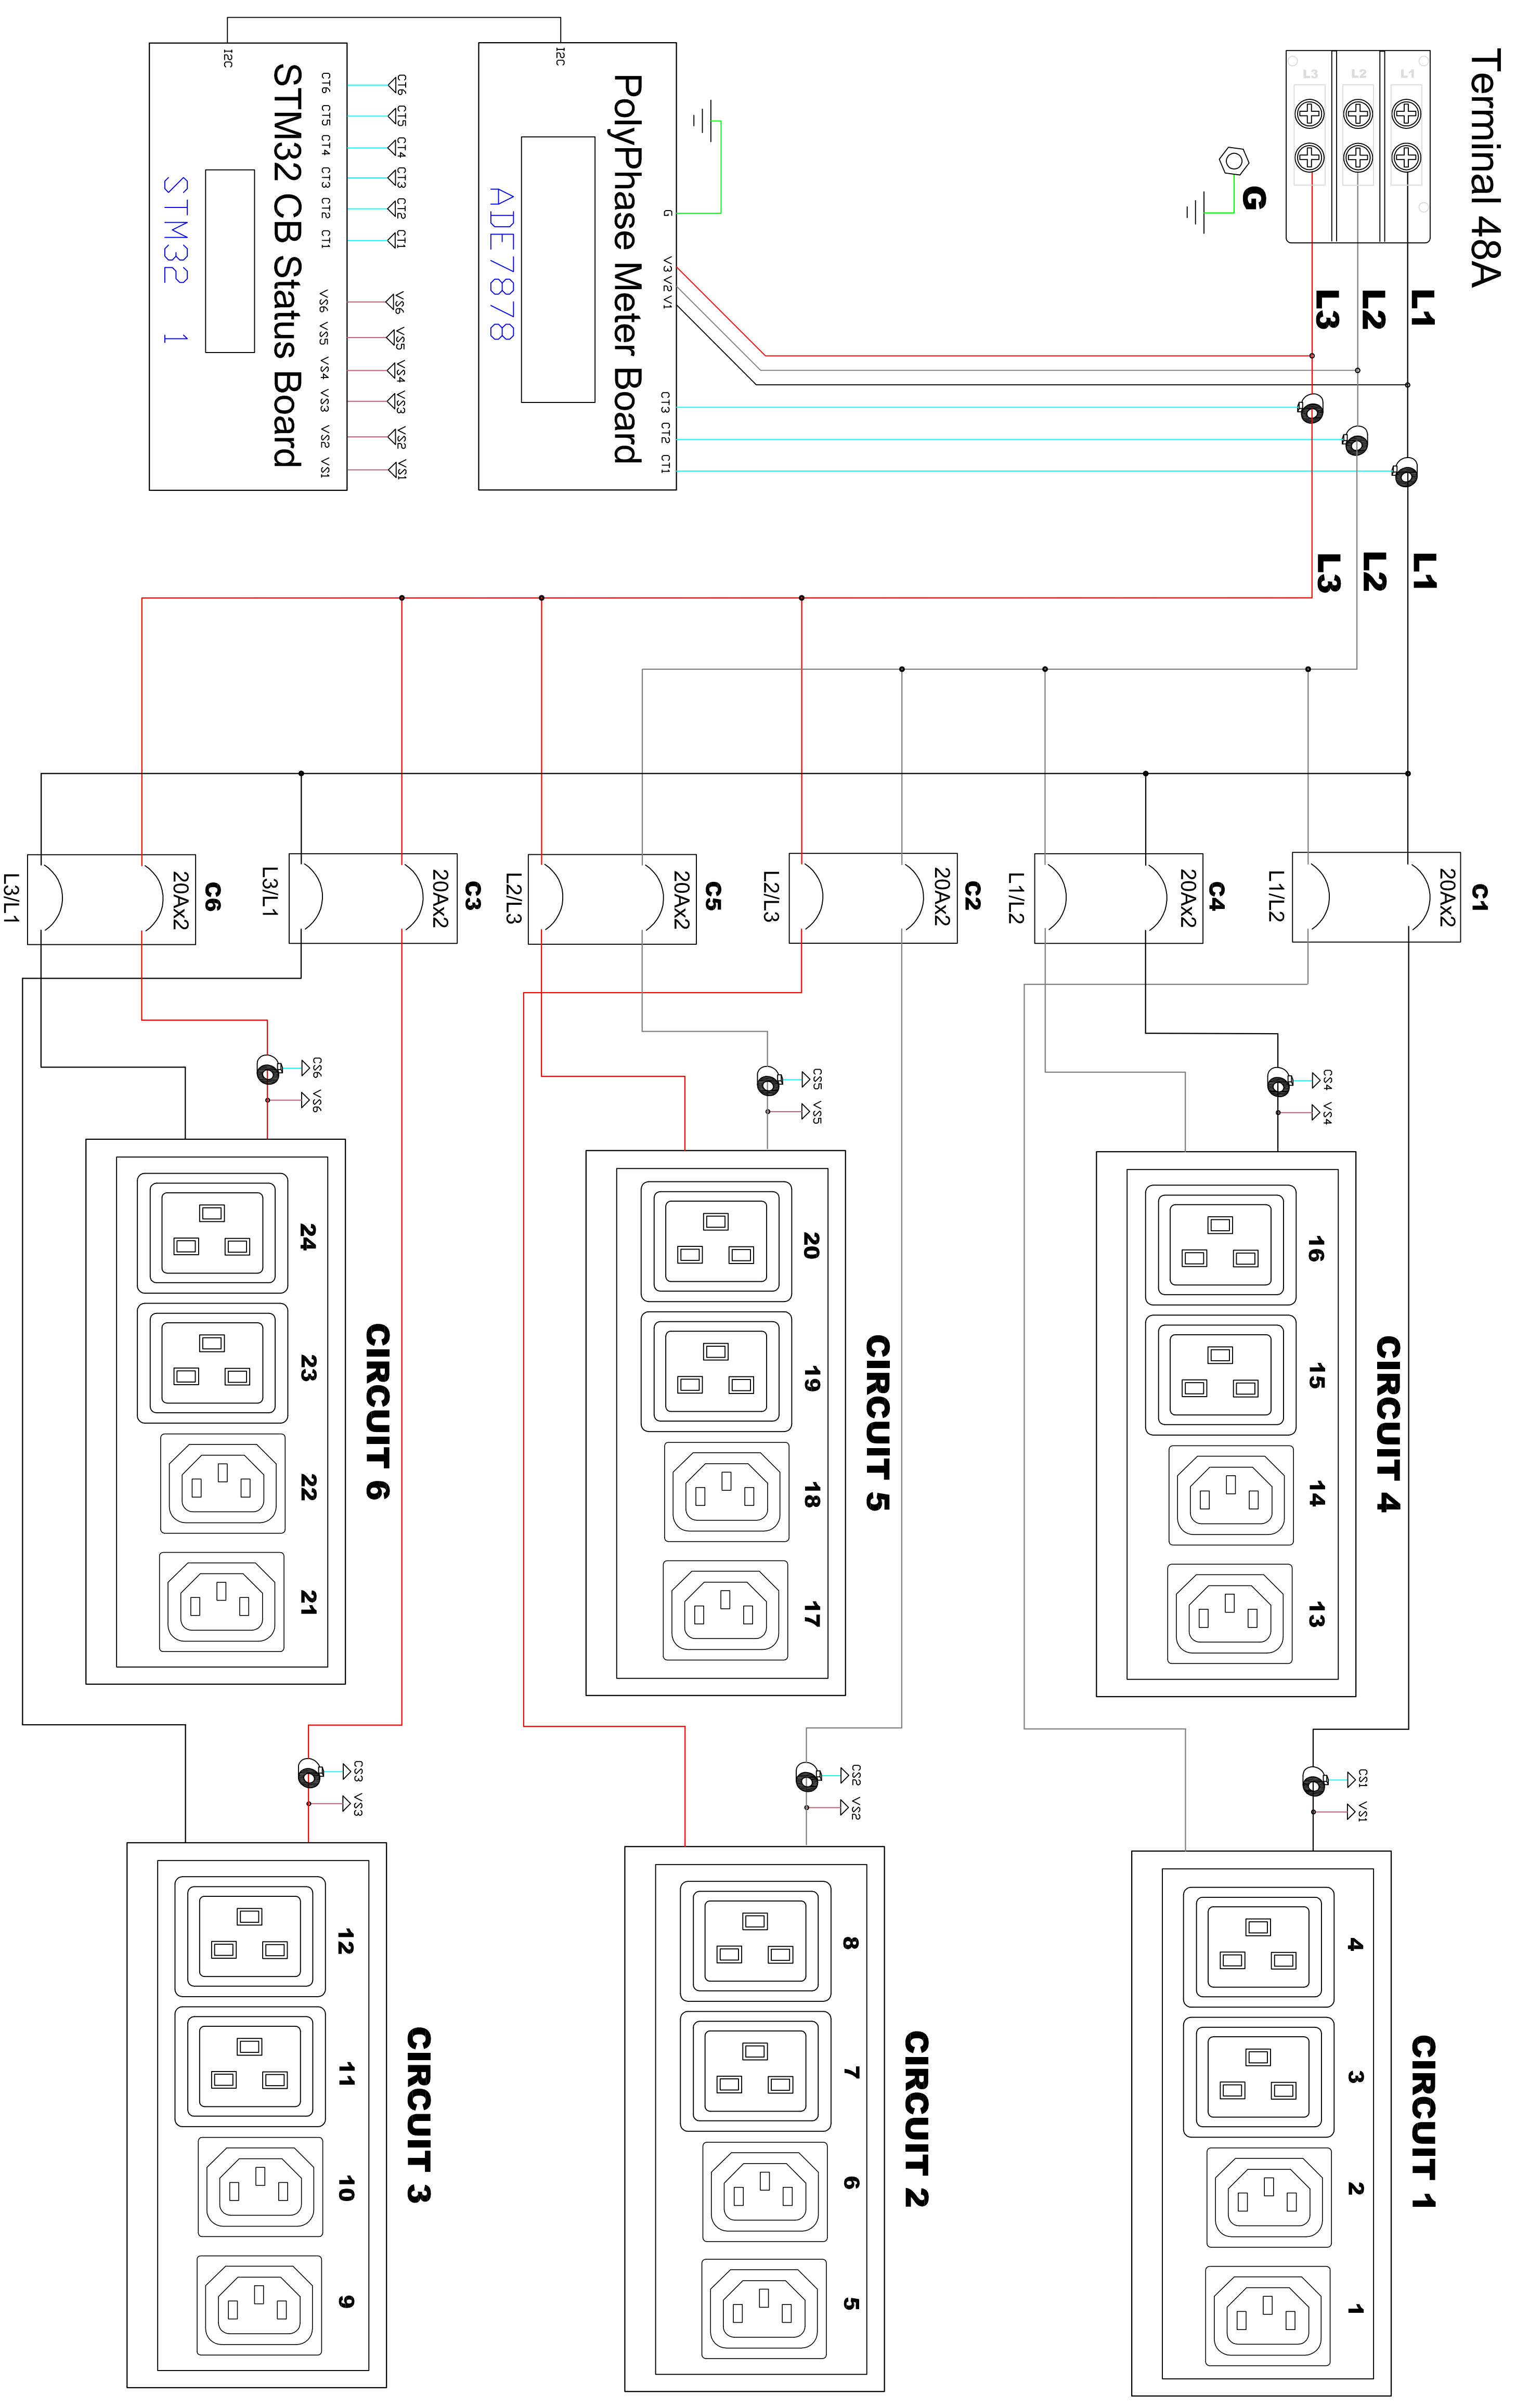 Terminal 48A
L1
L2
L3
G
L1
L2
L3
L1
L2
L3
PolyPhase Meter Board
ADE7878
I2C
G
V3 V2 V1
CT3 CT2 CT1
STM32 CB Status Board
STM32 1
I2C
CT6 CT5 CT4 CT3 CT2 CT1
VS6 VS5 VS4 VS3 VS2 VS1
CT6 CT5 CT4 CT3 CT2 CT1
VS6 VS5 VS4 VS3 VS2 VS1
C1
20Ax2
L1/L2
C4
20Ax2
L1/L2
C2
20Ax2
L2/L3
C5
20Ax2
L2/L3
C3
20Ax2
L3/L1
C6
20Ax2
L3/L1
CS4 VS4
CIRCUIT 4
16 15 14 13
CS5 VS5
CIRCUIT 5
20 19 18 17
CS6 VS6
CIRCUIT 6
24 23 22 21
CS1 VS1
CIRCUIT 1
4 3 2 1
CS2 VS2
CIRCUIT 2
8 7 6 5
CS3 VS3
CIRCUIT 3
12 11 10 9